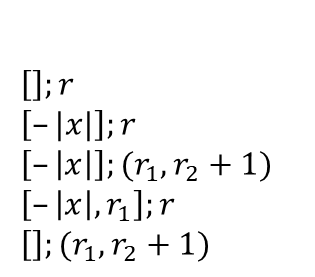 []; r
[– |x|]; r
[– |x|]; (r₁, r₂ + 1)
[– |x|, r₁]; r
[]; (r₁, r₂ + 1)